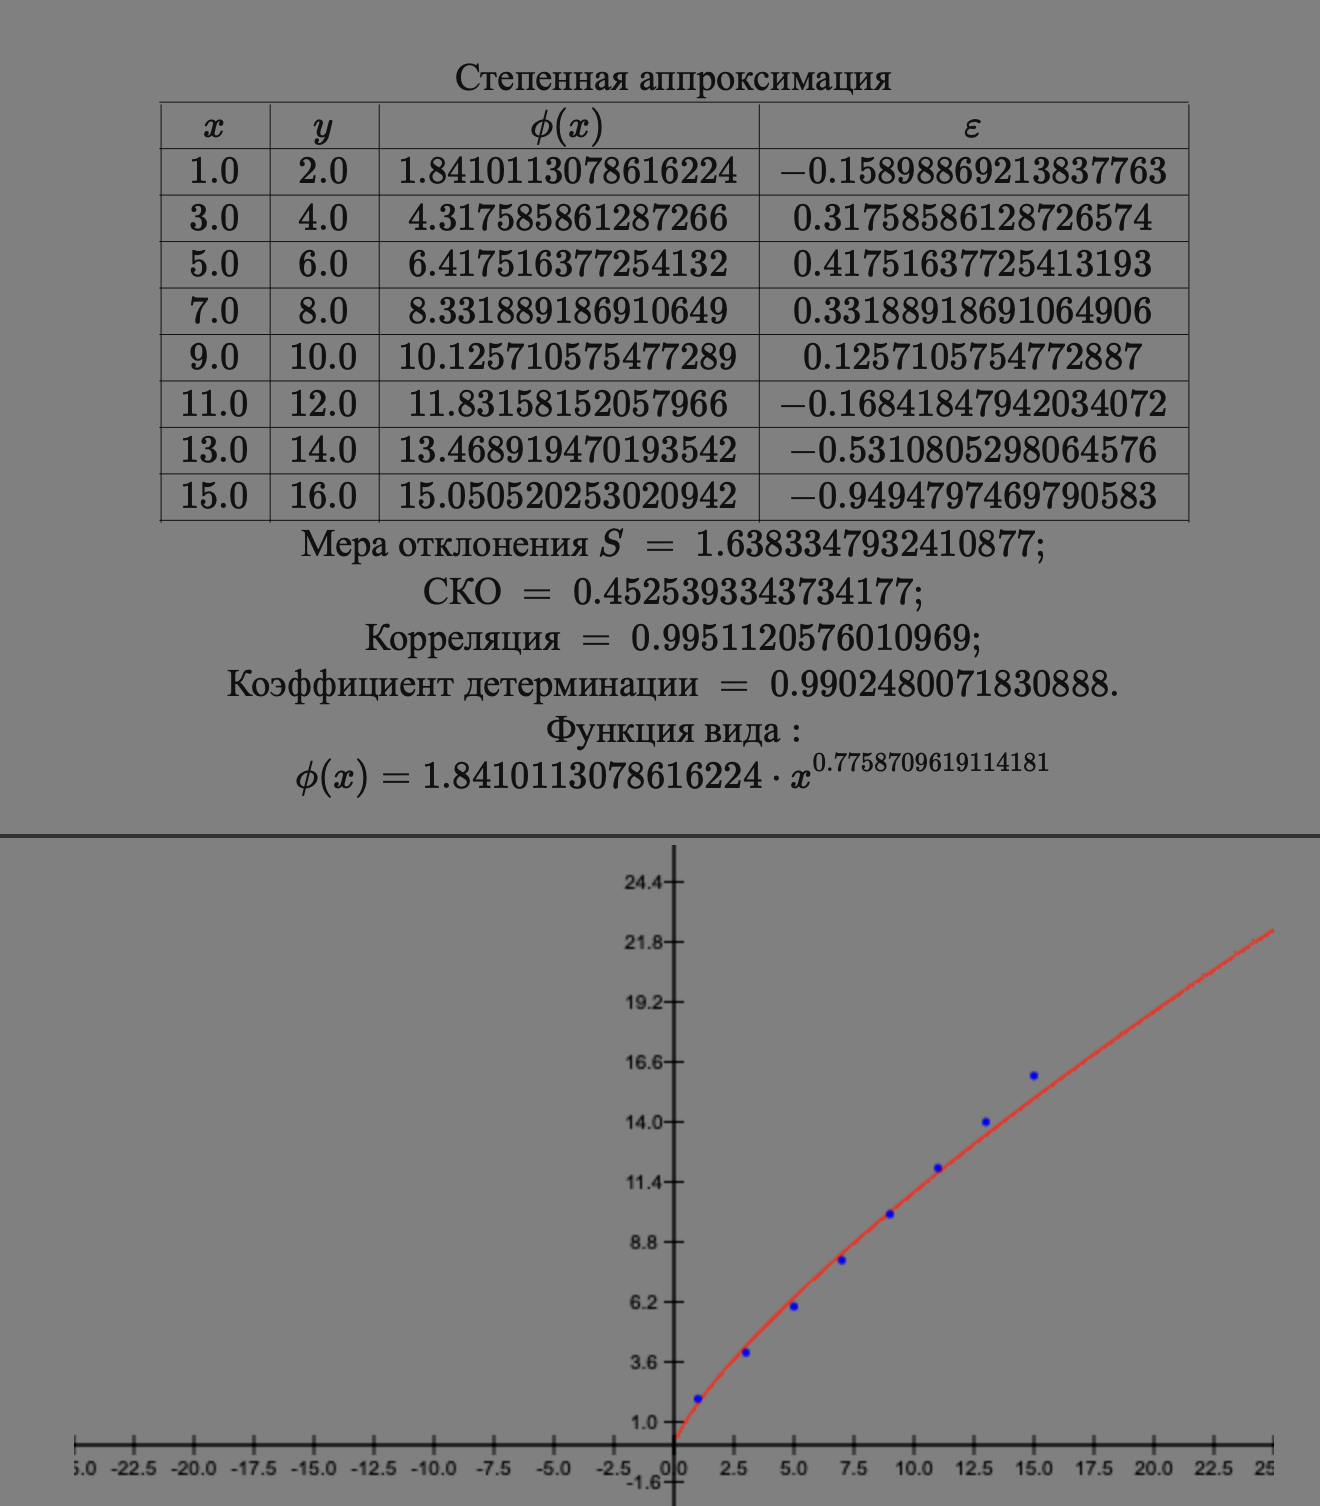 Степенная аппроксимация
x y ϕ(x) ε
1.0 2.0 1.8410113078616224 −0.15898869213837763
3.0 4.0 4.317585861287266 0.31758586128726574
5.0 6.0 6.417516377254132 0.41751637725413193
7.0 8.0 8.331889186910649 0.33188918691064906
9.0 10.0 10.125710575477289 0.1257105754772887
11.0 12.0 11.83158152057966 −0.16841847942034072
13.0 14.0 13.468919470193542 −0.5310805298064576
15.0 16.0 15.050520253020942 −0.9494797469790583
Мера отклонения S = 1.6383347932410877;
СКО = 0.4525393343734177;
Корреляция = 0.9951120576010969;
Коэффициент детерминации = 0.9902480071830888.
Функция вида :
ϕ(x) = 1.8410113078616224 · x^0.7758709619114181
24.4
21.8
19.2
16.6
14.0
11.4
8.8
6.2
3.6
1.0
5.0 -22.5 -20.0 -17.5 -15.0 -12.5 -10.0 -7.5 -5.0 -2.5 0.0 2.5 5.0 7.5 10.0 12.5 15.0 17.5 20.0 22.5 25
-1.6